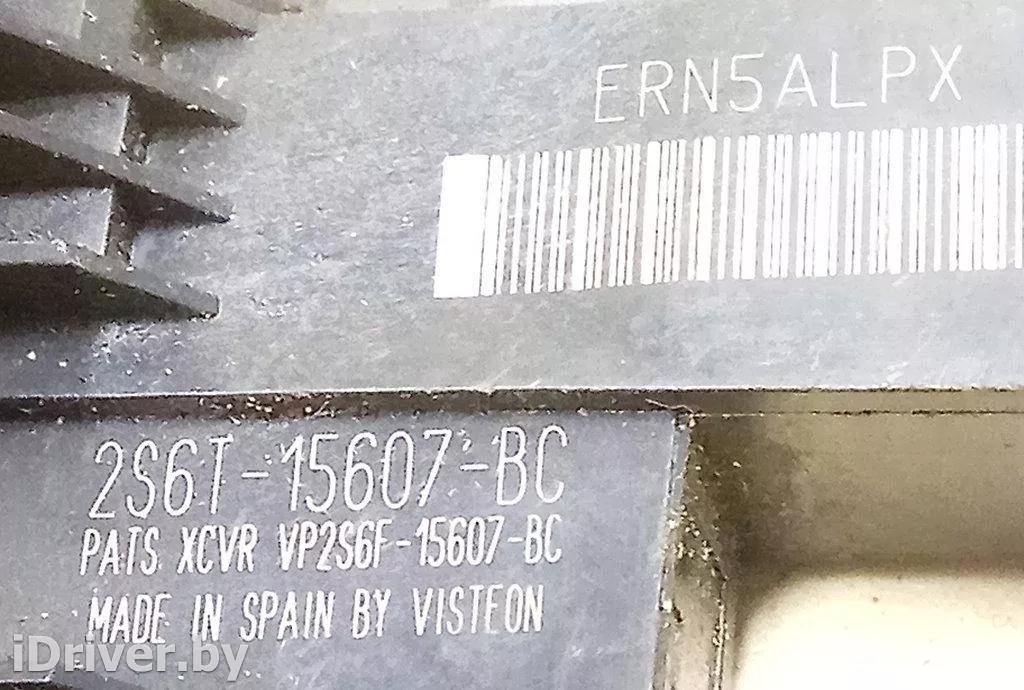 ERN5ALPX
2S6T-15607-BC
PATS XCVR VP2S6F-15607-BC
MADE IN SPAIN BY VISTEON
iDriver.by